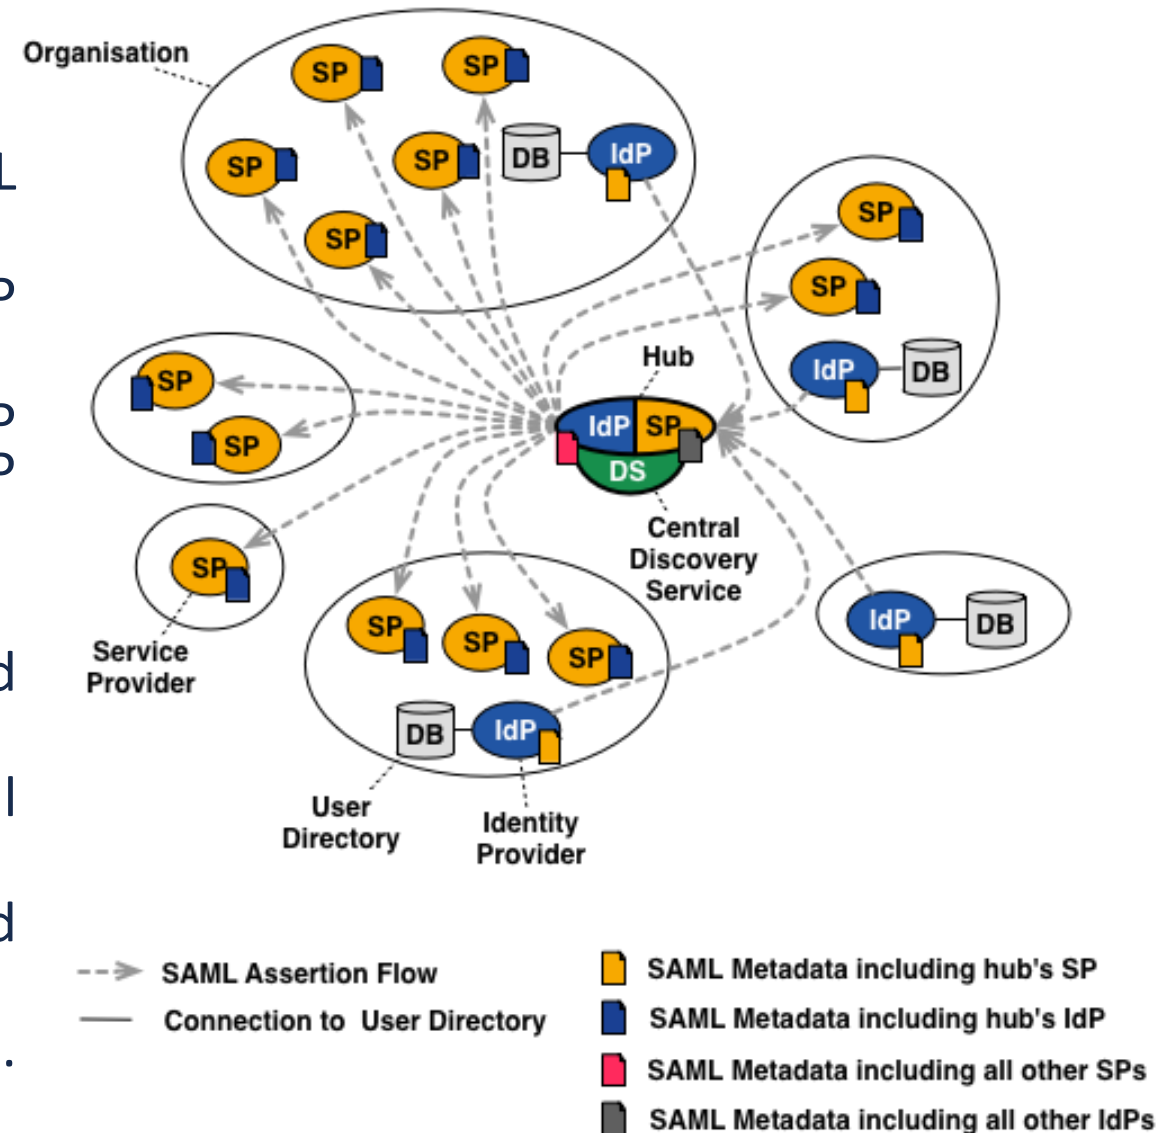 Organisation
SP
SP
SP
SP
DB
IdP
SP
L
SP
P
SP
IdP
DB
Hub
SP
SP
P
P
IdP
SP
DS
Central
Discovery
Service
SP
SP
SP
SP
IdP
DB
Service
Provider
d
DB
IdP
l
User
Directory
Identity
Provider
d
SAML Assertion Flow
Connection to User Directory
.
SAML Metadata including hub's SP
SAML Metadata including hub's IdP
SAML Metadata including all other SPs
SAML Metadata including all other IdPs